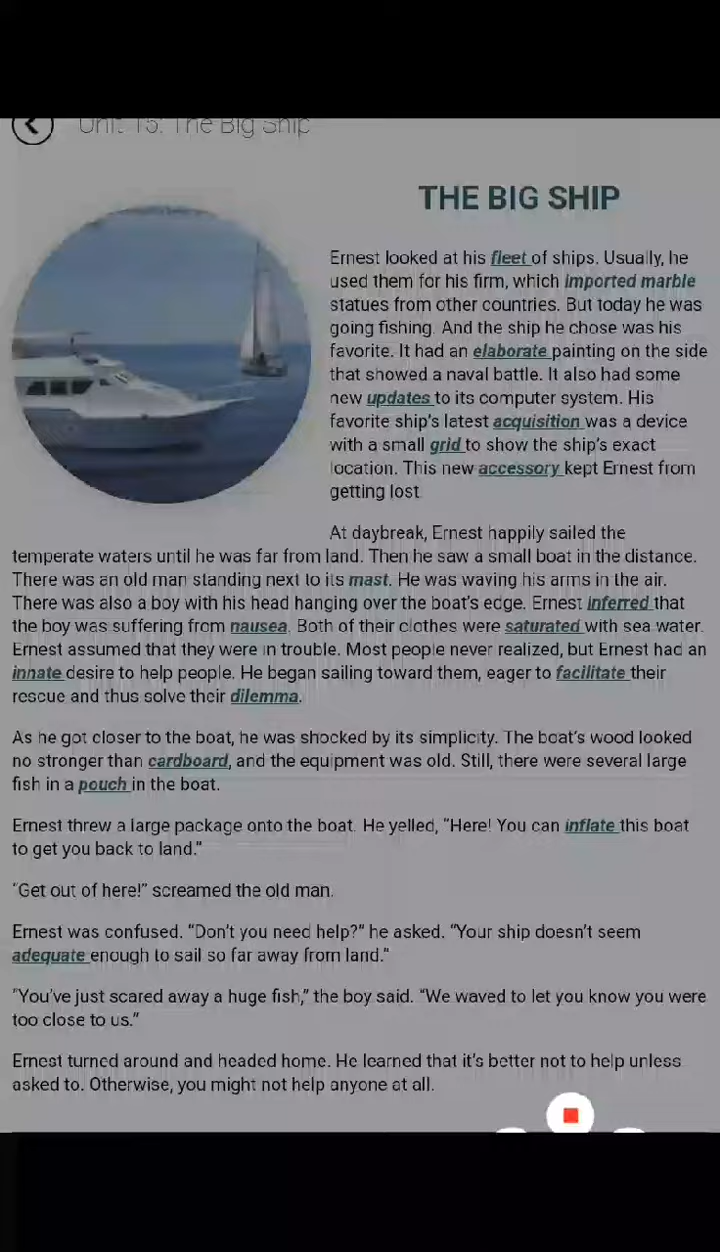 Unit 15: The Big Ship
THE BIG SHIP
Ernest looked at his fleet of ships. Usually, he
used them for his firm, which imported marble
statues from other countries. But today he was
going fishing. And the ship he chose was his
favorite. It had an elaborate painting on the side
that showed a naval battle. It also had some
new updates to its computer system. His
favorite ship's latest acquisition was a device
with a small grid to show the ship's exact
location. This new accessory kept Ernest from
getting lost
At daybreak, Ernest happily sailed the
temperate waters until he was far from land. Then he saw a small boat in the distance.
There was an old man standing next to its mast. He was waving his arms in the air.
There was also a boy with his head hanging over the boat's edge. Ernest inferred that
the boy was suffering from nausea. Both of their clothes were saturated with sea water.
Ernest assumed that they were in trouble. Most people never realized, but Ernest had an
innate desire to help people. He began sailing toward them, eager to facilitate their
rescue and thus solve their dilemma.
As he got closer to the boat, he was shocked by its simplicity. The boat's wood looked
no stronger than cardboard, and the equipment was old. Still, there were several large
fish in a pouch in the boat.
Ernest threw a large package onto the boat. He yelled, "Here! You can inflate this boat
to get you back to land."
"Get out of here!" screamed the old man.
Ernest was confused. "Don't you need help?" he asked. "Your ship doesn't seem
adequate enough to sail so far away from land."
"You've just scared away a huge fish," the boy said. "We waved to let you know you were
too close to us."
Ernest turned around and headed home. He learned that it's better not to help unless
asked to. Otherwise, you might not help anyone at all.